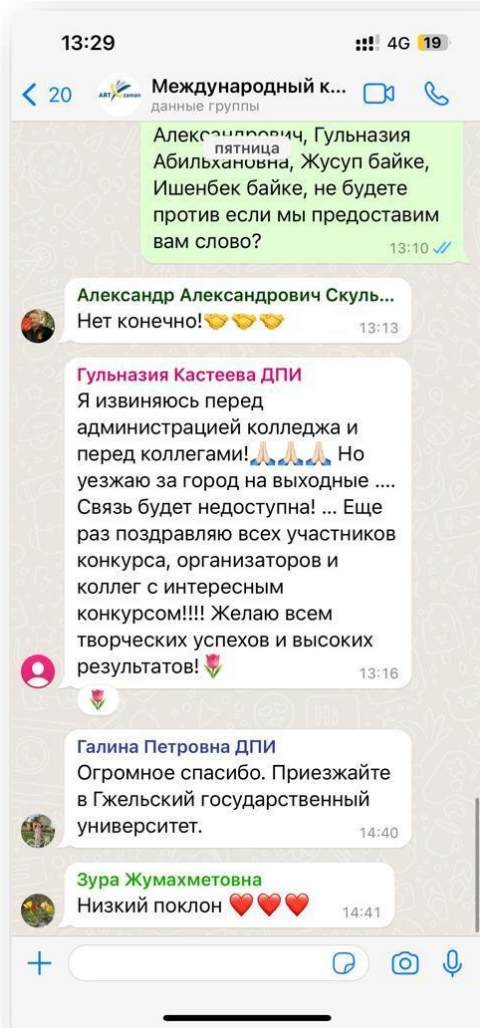 13:29
4G 19
20
ART zaman
Международный к...
данные группы
Александрович, Гульназия
пятница
Абильхановна, Жусуп байке,
Ишенбек байке, не будете
против если мы предоставим
вам слово?
13:10
Александр Александрович Скуль...
Нет конечно!🤝🤝🤝
13:13
Гульназия Кастеева ДПИ
Я извиняюсь перед
администрацией колледжа и
перед коллегами!🙏🏻🙏🏻🙏🏻 Но
уезжаю за город на выходные ....
Связь будет недоступна! ... Еще
раз поздравляю всех участников
конкурса, организаторов и
коллег с интересным
конкурсом!!!! Желаю всем
творческих успехов и высоких
результатов!🌷
13:16
🌷
Галина Петровна ДПИ
Огромное спасибо. Приезжайте
в Гжельский государственный
университет.
14:40
Зура Жумахметовна
Низкий поклон ❤️❤️❤️
14:41